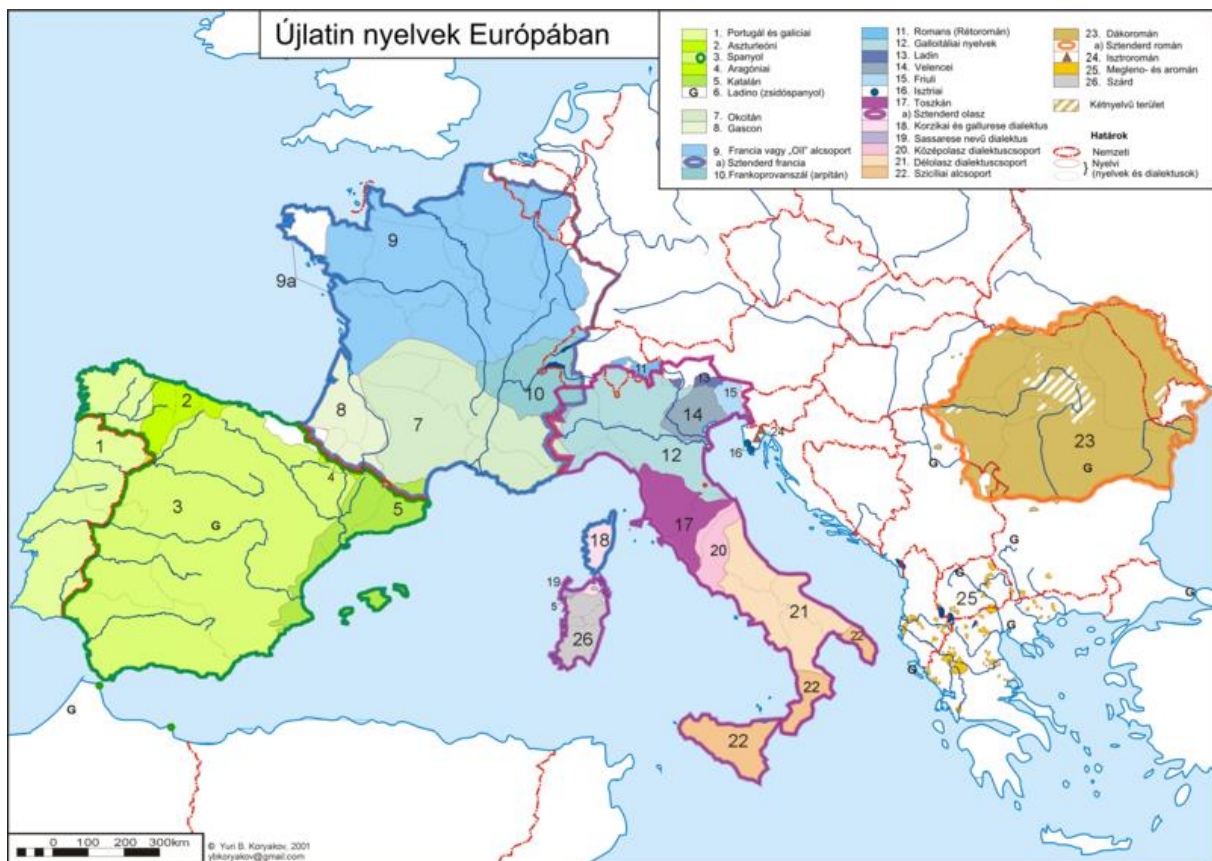 Újlatin nyelvek Európában
1. Portugál és galiciai
2. Aszturleóni
3. Spanyol
4. Aragóniai
5. Katalán
G 6. Ladino (zsidóspanyol)
7. Okcitán
8. Gascon
9. Francia vagy „Oil” alcsoport
a) Sztenderd francia
10. Frankoprovanszál (arpitán)
11. Romans (Rétoromán)
12. Galloitáliai nyelvek
13. Ladin
14. Velencei
15. Friuli
16. Isztriai
17. Toszkán
a) Sztenderd olasz
18. Korzikai és gallurese dialektus
19. Sassarese nevű dialektus
20. Középolasz dialektuscsoport
21. Délolasz dialektuscsoport
22. Szicíliai alcsoport
23. Dákoromán
a) Sztenderd román
24. Isztroromán
25. Megleno- és aromán
26. Szárd
Kétnyelvű terület
Határok
Nemzeti
Nyelvi
(nyelvek és dialektusok)
9
9a
11
13
15
10
2
8
7
14
24
16
12
1
23
G
4
3
5
G
17
20
18
G
G
G
19
5
21
25
G
26
22
G
22
G
22
0 100 200 300km
© Yuri B. Koryakov, 2001
ybkoryakov@gmail.com